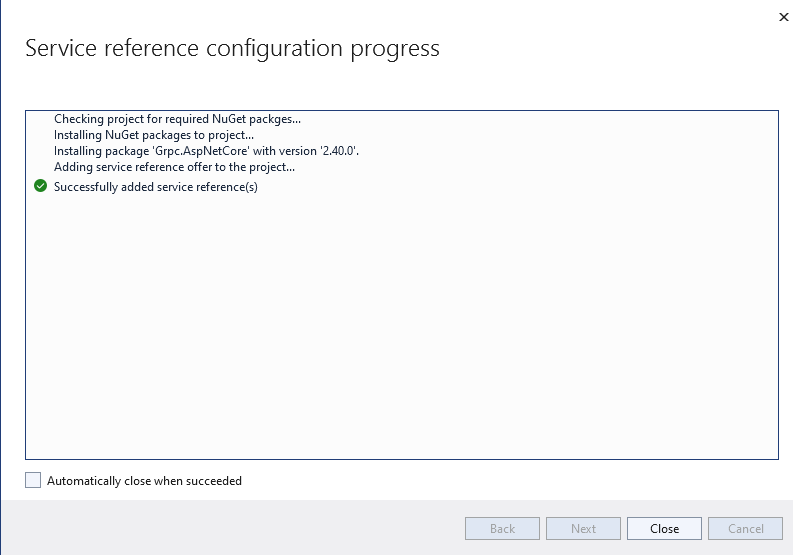 Service reference configuration progress
Checking project for required NuGet packges...
Installing NuGet packages to project...
Installing package 'Grpc.AspNetCore' with version '2.40.0'.
Adding service reference offer to the project...
Successfully added service reference(s)
Automatically close when succeeded
Back Next Close Cancel